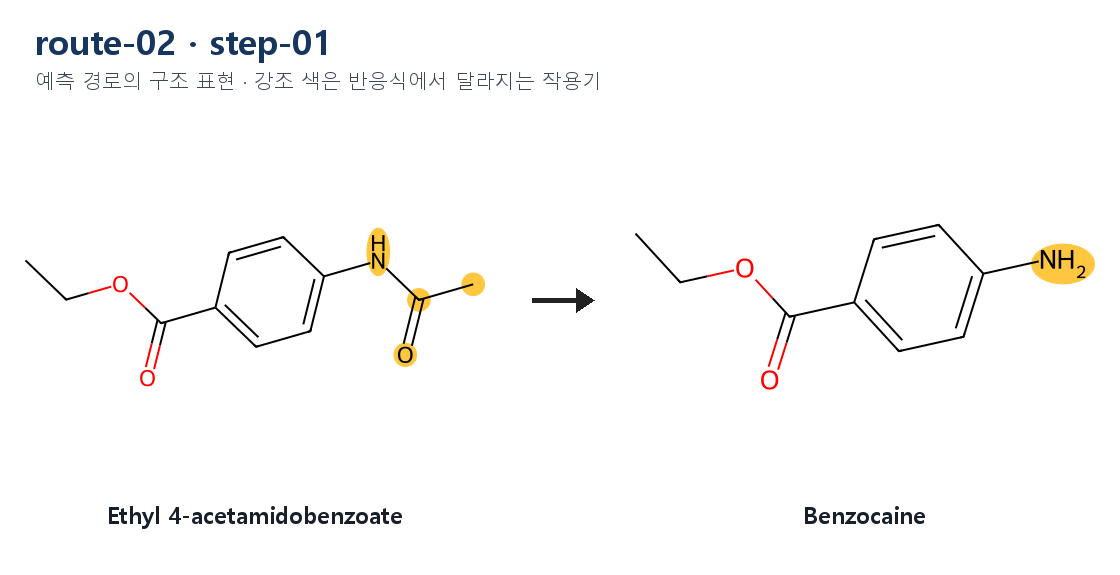 route-02 · step-01
예측 경로의 구조 표현 · 강조 색은 반응식에서 달라지는 작용기
O
O
H
N
O
O
O
NH2
Ethyl 4-acetamidobenzoate
Benzocaine